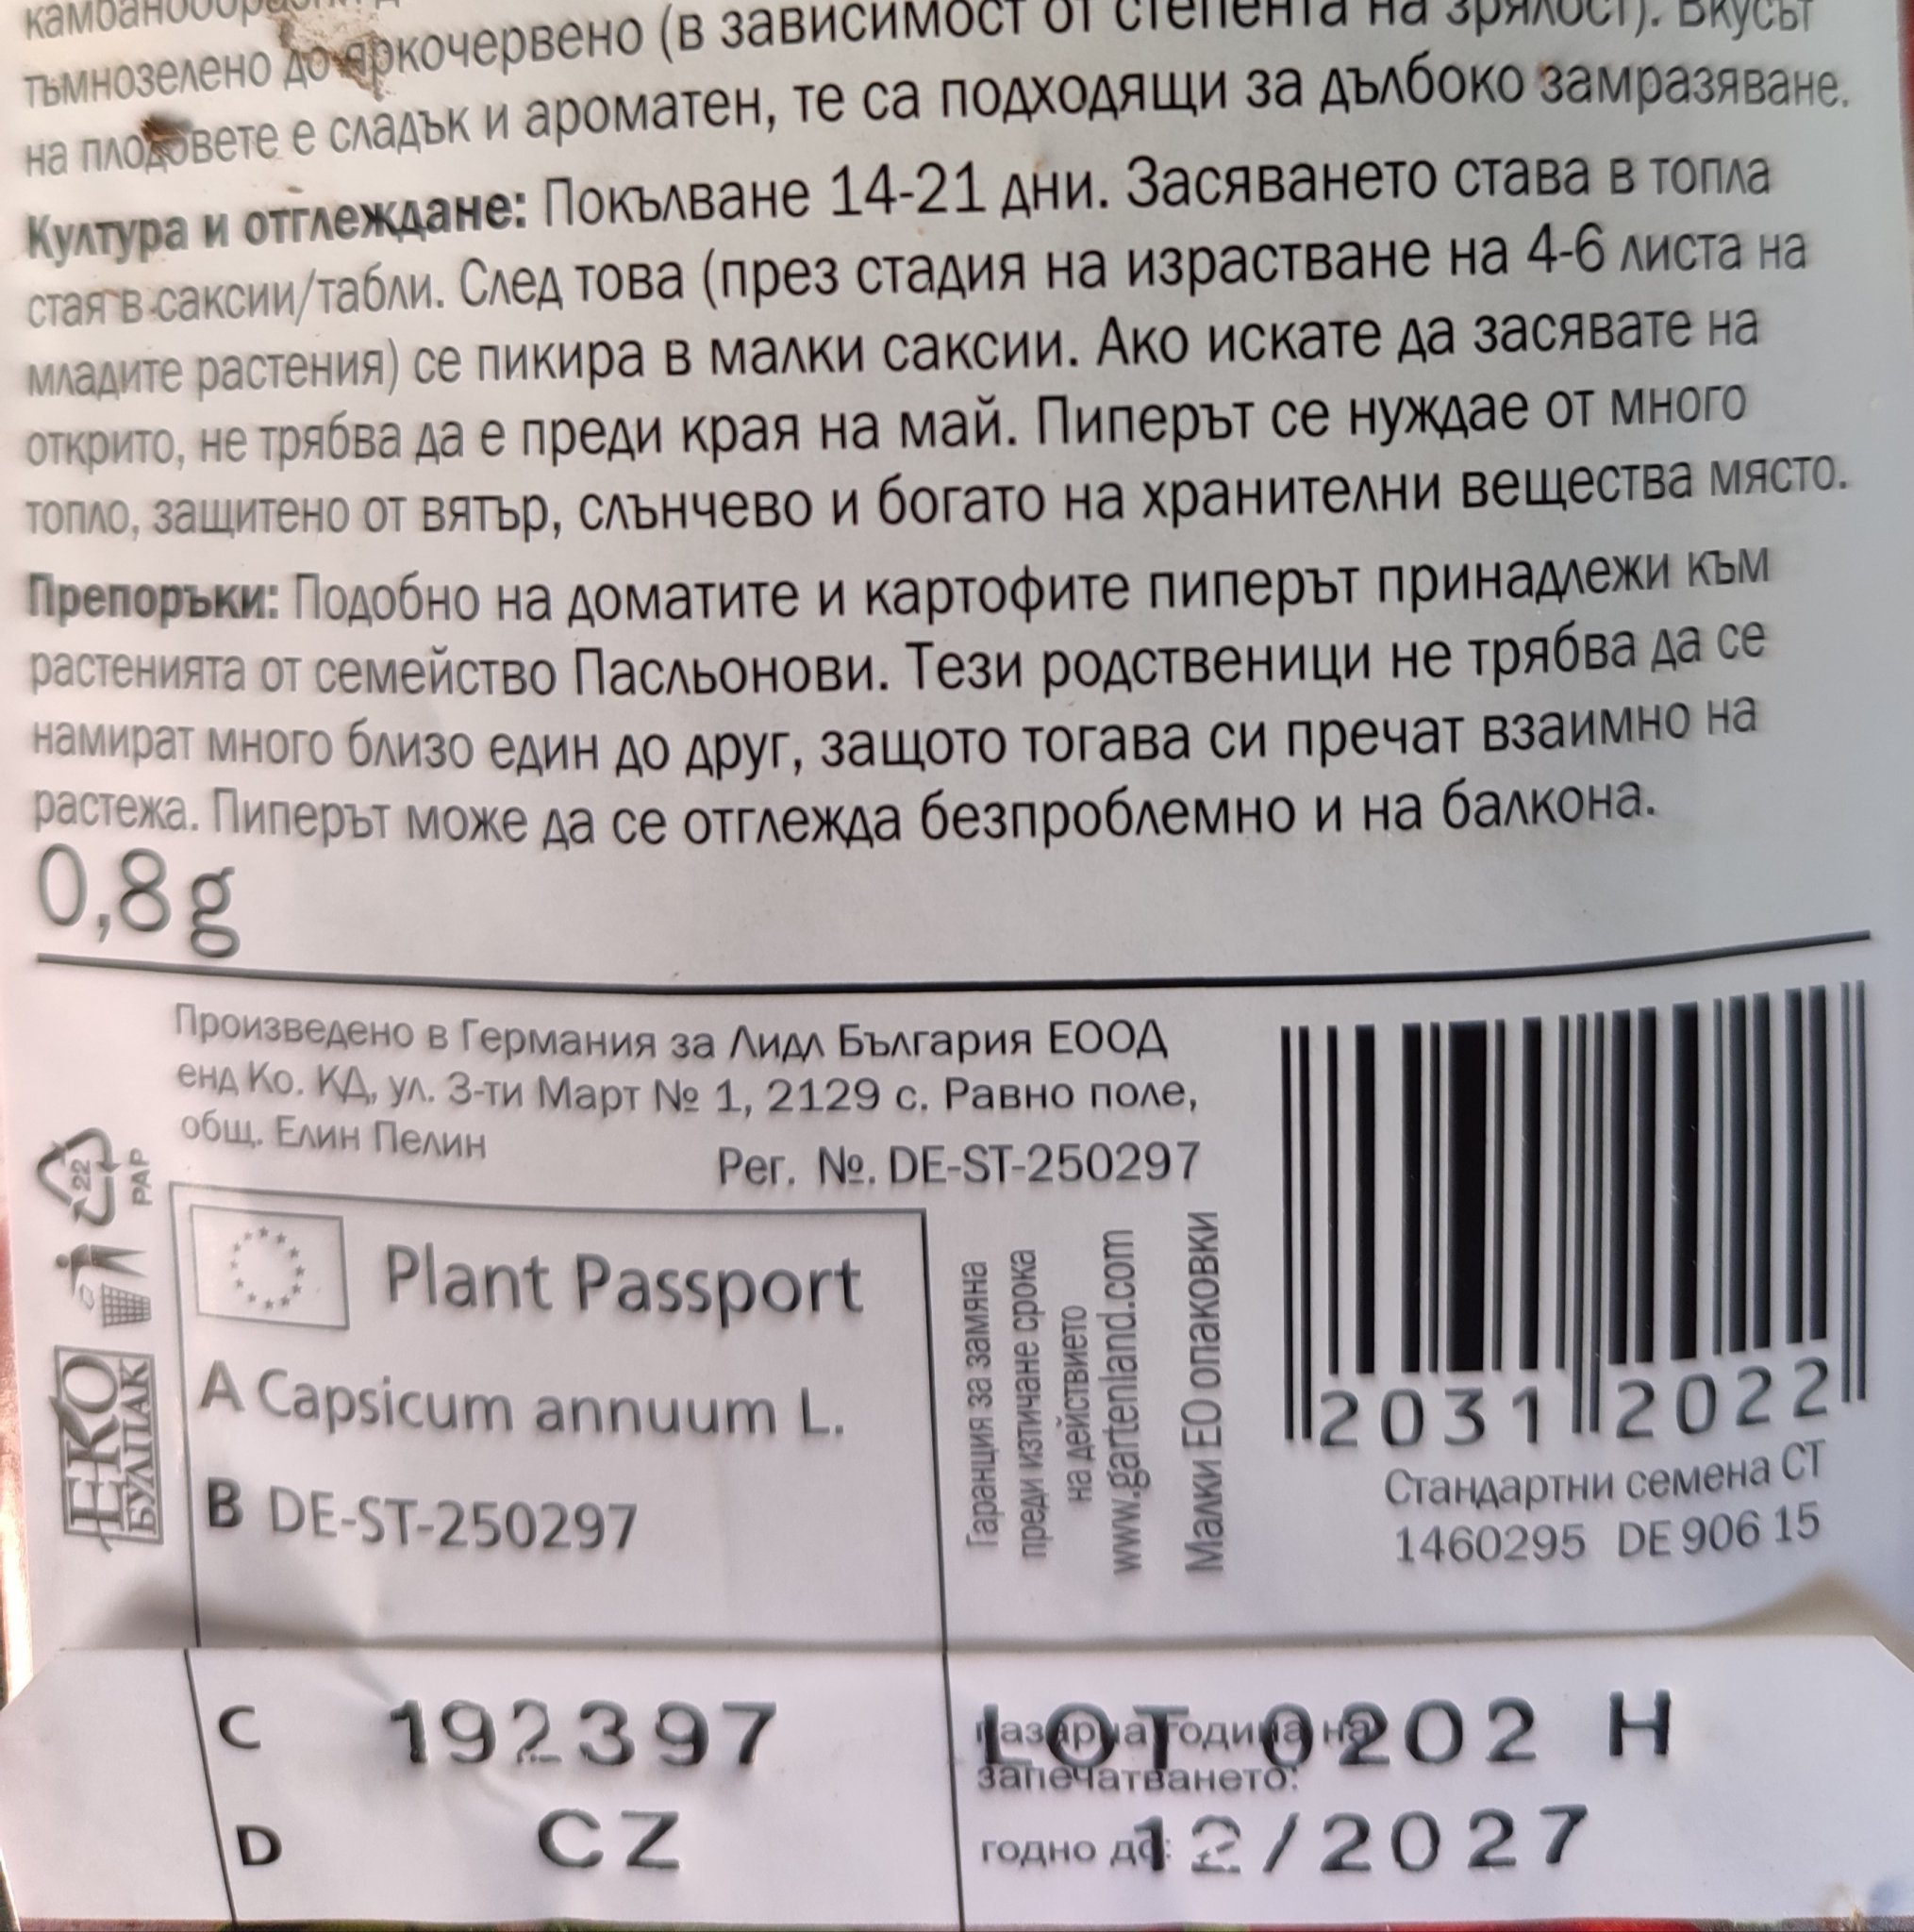 тъмнозелено до яркочервено (в зависимост от степента на зрялост). Вкусът
на плодовете е сладък и ароматен, те са подходящи за дълбоко замразяване.
Култура и отглеждане: Покълване 14-21 дни. Засяването става в топла
стая в саксии/табли. След това (през стадия на израстване на 4-6 листа на
младите растения) се пикира в малки саксии. Ако искате да засявате на
открито, не трябва да е преди края на май. Пиперът се нуждае от много
топло, защитено от вятър, слънчево и богато на хранителни вещества място.
Препоръки: Подобно на доматите и картофите пиперът принадлежи към
растенията от семейство Пасльонови. Тези родственици не трябва да се
намират много близо един до друг, защото тогава си пречат взаимно на
растежа. Пиперът може да се отглежда безпроблемно и на балкона.
0,8g
Произведено в Германия за Лидл България ЕООД
енд Ко. КД, ул. 3-ти Март № 1, 2129 с. Равно поле,
общ. Елин Пелин
Рег. №. DE-ST-250297
22
PAP
ЕКО
БУЛПАК
Plant Passport
A Capsicum annuum L.
B DE-ST-250297
Гаранция за замяна
преди изтичане срока
на действието
www.gartenland.com
Малки ЕО опаковки
2031 2022
Стандартни семена СТ
1460295 DE 906 15
C 192397
D CZ
LOT 0202 H
Пазарна година на
запечатването:
годно до: 12/2027